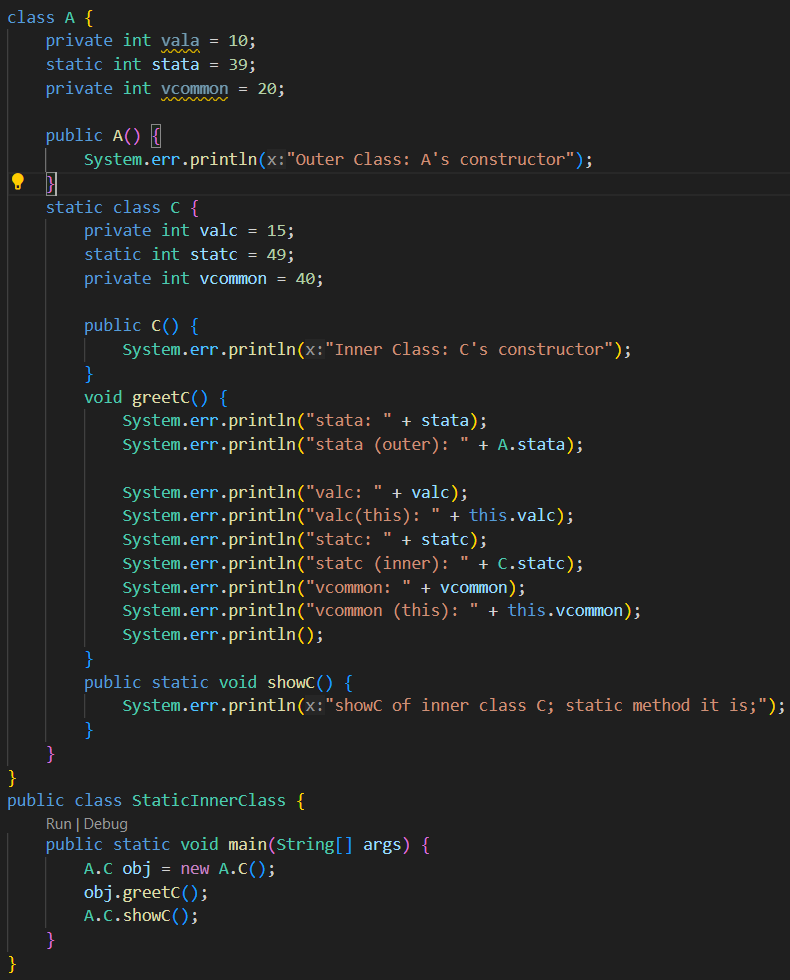 class A {
    private int vala = 10;
    static int stata = 39;
    private int vcommon = 20;

    public A() {
        System.err.println(x:"Outer Class: A's constructor");
    }
    static class C {
        private int valc = 15;
        static int statc = 49;
        private int vcommon = 40;

        public C() {
            System.err.println(x:"Inner Class: C's constructor");
        }
        void greetC() {
            System.err.println("stata: " + stata);
            System.err.println("stata (outer): " + A.stata);

            System.err.println("valc: " + valc);
            System.err.println("valc(this): " + this.valc);
            System.err.println("statc: " + statc);
            System.err.println("statc (inner): " + C.statc);
            System.err.println("vcommon: " + vcommon);
            System.err.println("vcommon (this): " + this.vcommon);
            System.err.println();
        }
        public static void showC() {
            System.err.println(x:"showC of inner class C; static method it is;");
        }
    }
}
public class StaticInnerClass {
    Run | Debug
    public static void main(String[] args) {
        A.C obj = new A.C();
        obj.greetC();
        A.C.showC();
    }
}